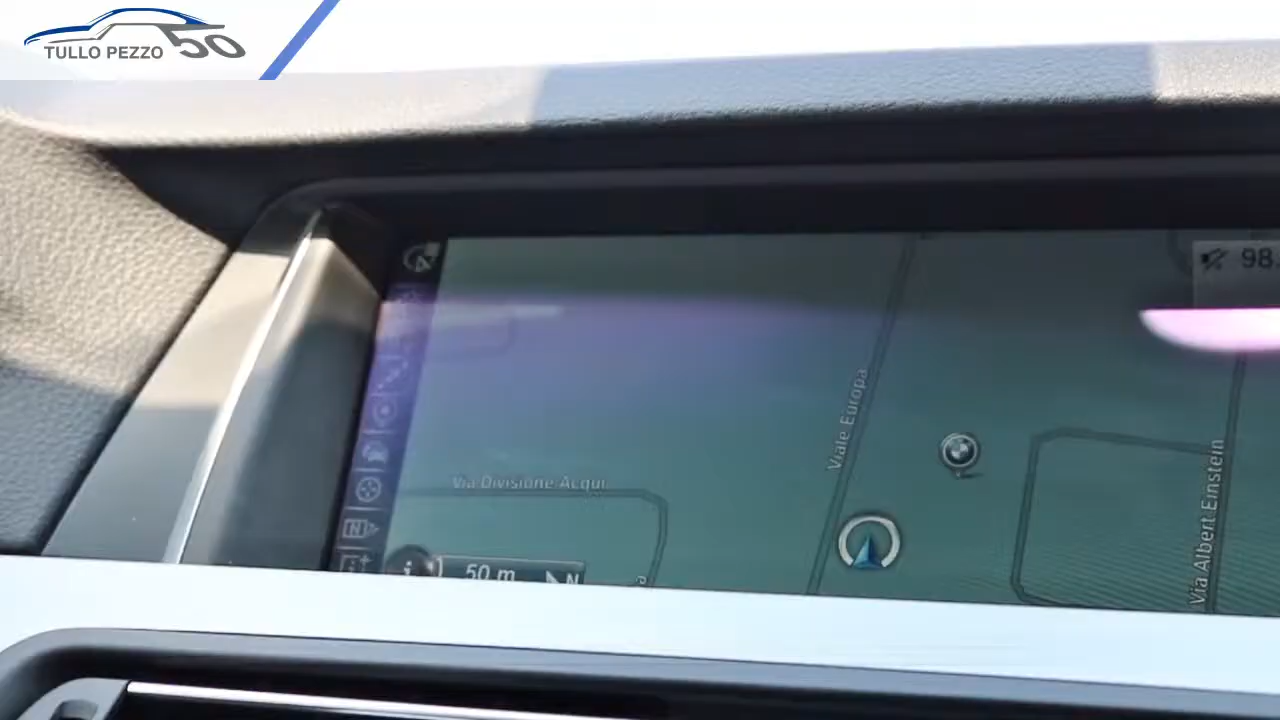 TULLO PEZZO 50
98.
Viale Europa
Via Divisione Acqui
Via Albert Einstein
50 m
N